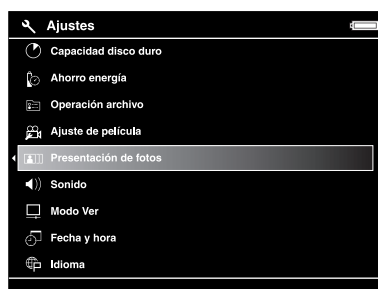 Ajustes
Capacidad disco duro
Ahorro energía
Operación archivo
Ajuste de película
Presentación de fotos
Sonido
Modo Ver
Fecha y hora
Idioma